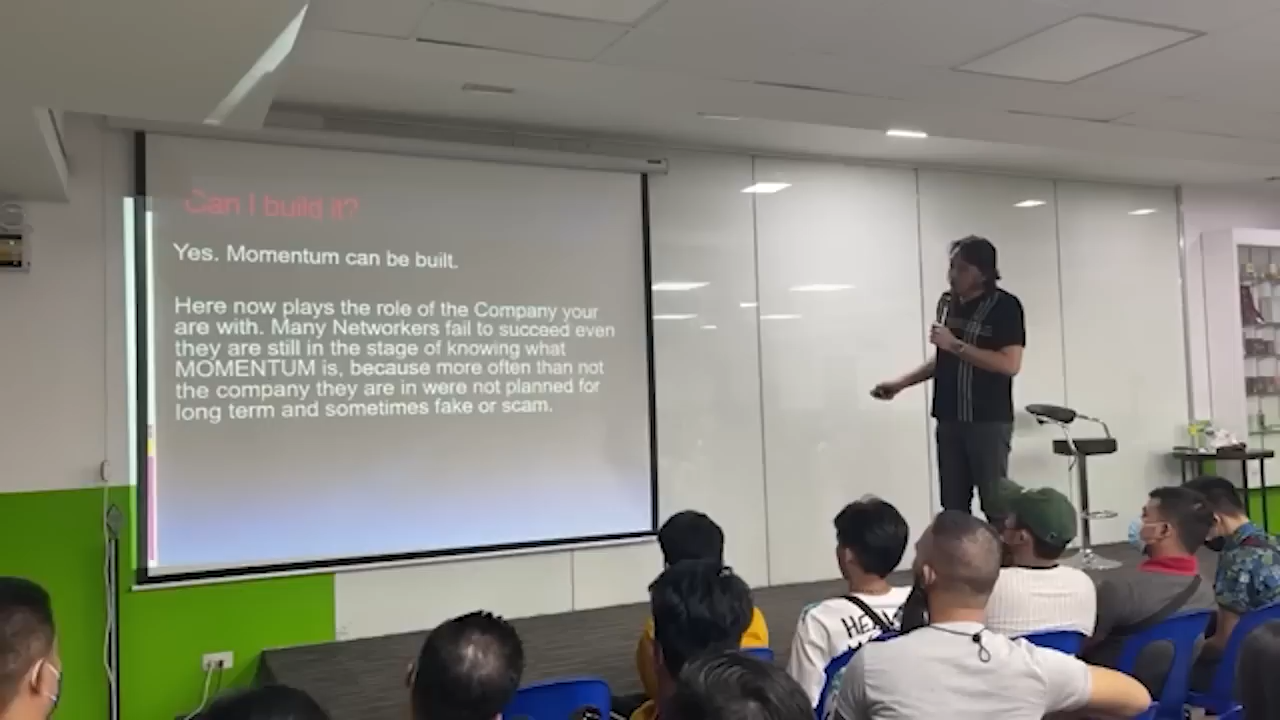 Can I build it?
Yes. Momentum can be built.
Here now plays the role of the Company your
are with. Many Networkers fail to succeed even
they are still in the stage of knowing what
MOMENTUM is, because more often than not
the company they are in were not planned for
long term and sometimes fake or scam.